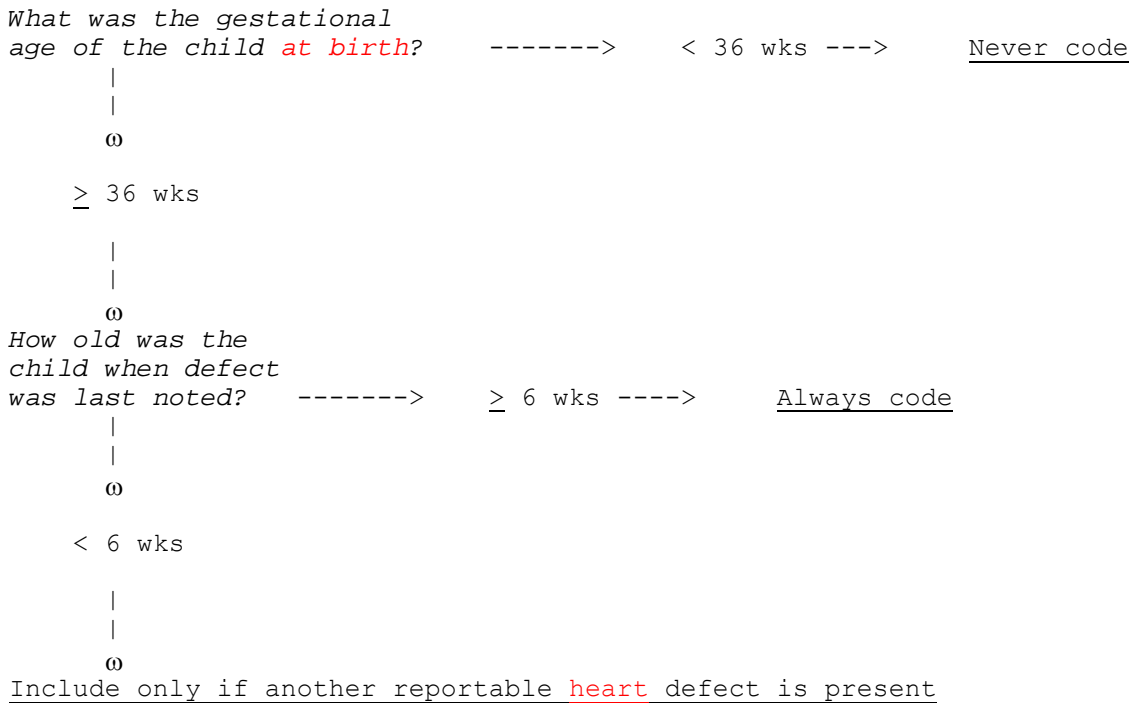 What was the gestational
age of the child at birth? -------> < 36 wks ---> Never code
|
|
ω
≥ 36 wks
|
|
ω
How old was the
child when defect
was last noted? -------> ≥ 6 wks ----> Always code
|
|
ω
< 6 wks
|
|
ω
Include only if another reportable heart defect is present